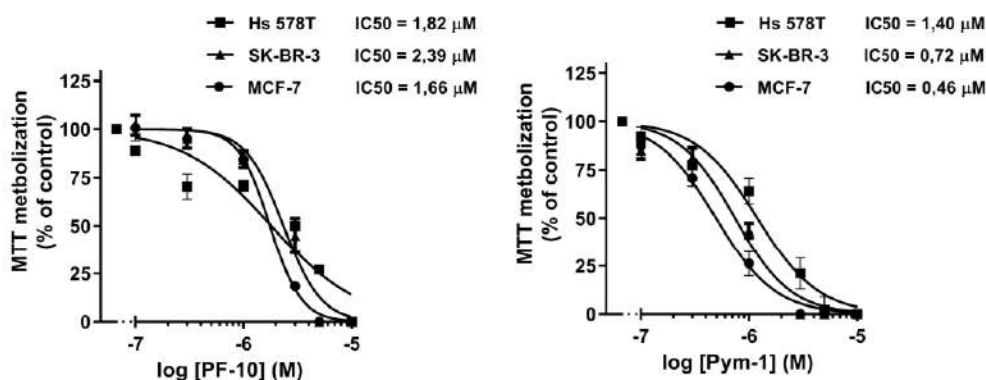 Hs 578T IC50 = 1,82 μM
SK-BR-3 IC50 = 2,39 μM
MCF-7 IC50 = 1,66 μM
MTT metbolization
(% of control)
125
100
75
50
25
0
-7 -6 -5
log [PF-10] (M)
Hs 578T IC50 = 1,40 μM
SK-BR-3 IC50 = 0,72 μM
MCF-7 IC50 = 0,46 μM
MTT metbolization
(% of control)
125
100
75
50
25
0
-7 -6 -5
log [Pym-1] (M)